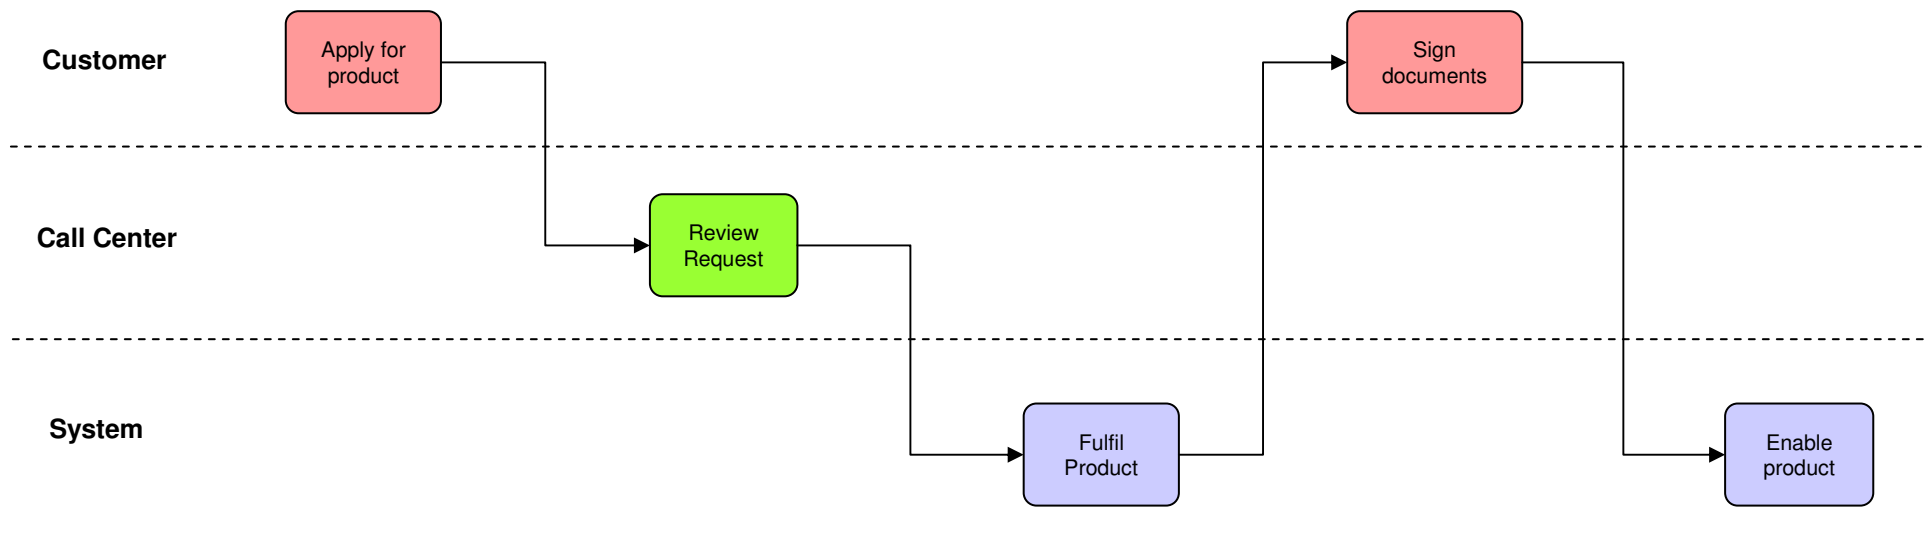 Customer
Apply for
product
Sign
documents
Call Center
Review
Request
System
Fulfil
Product
Enable
product